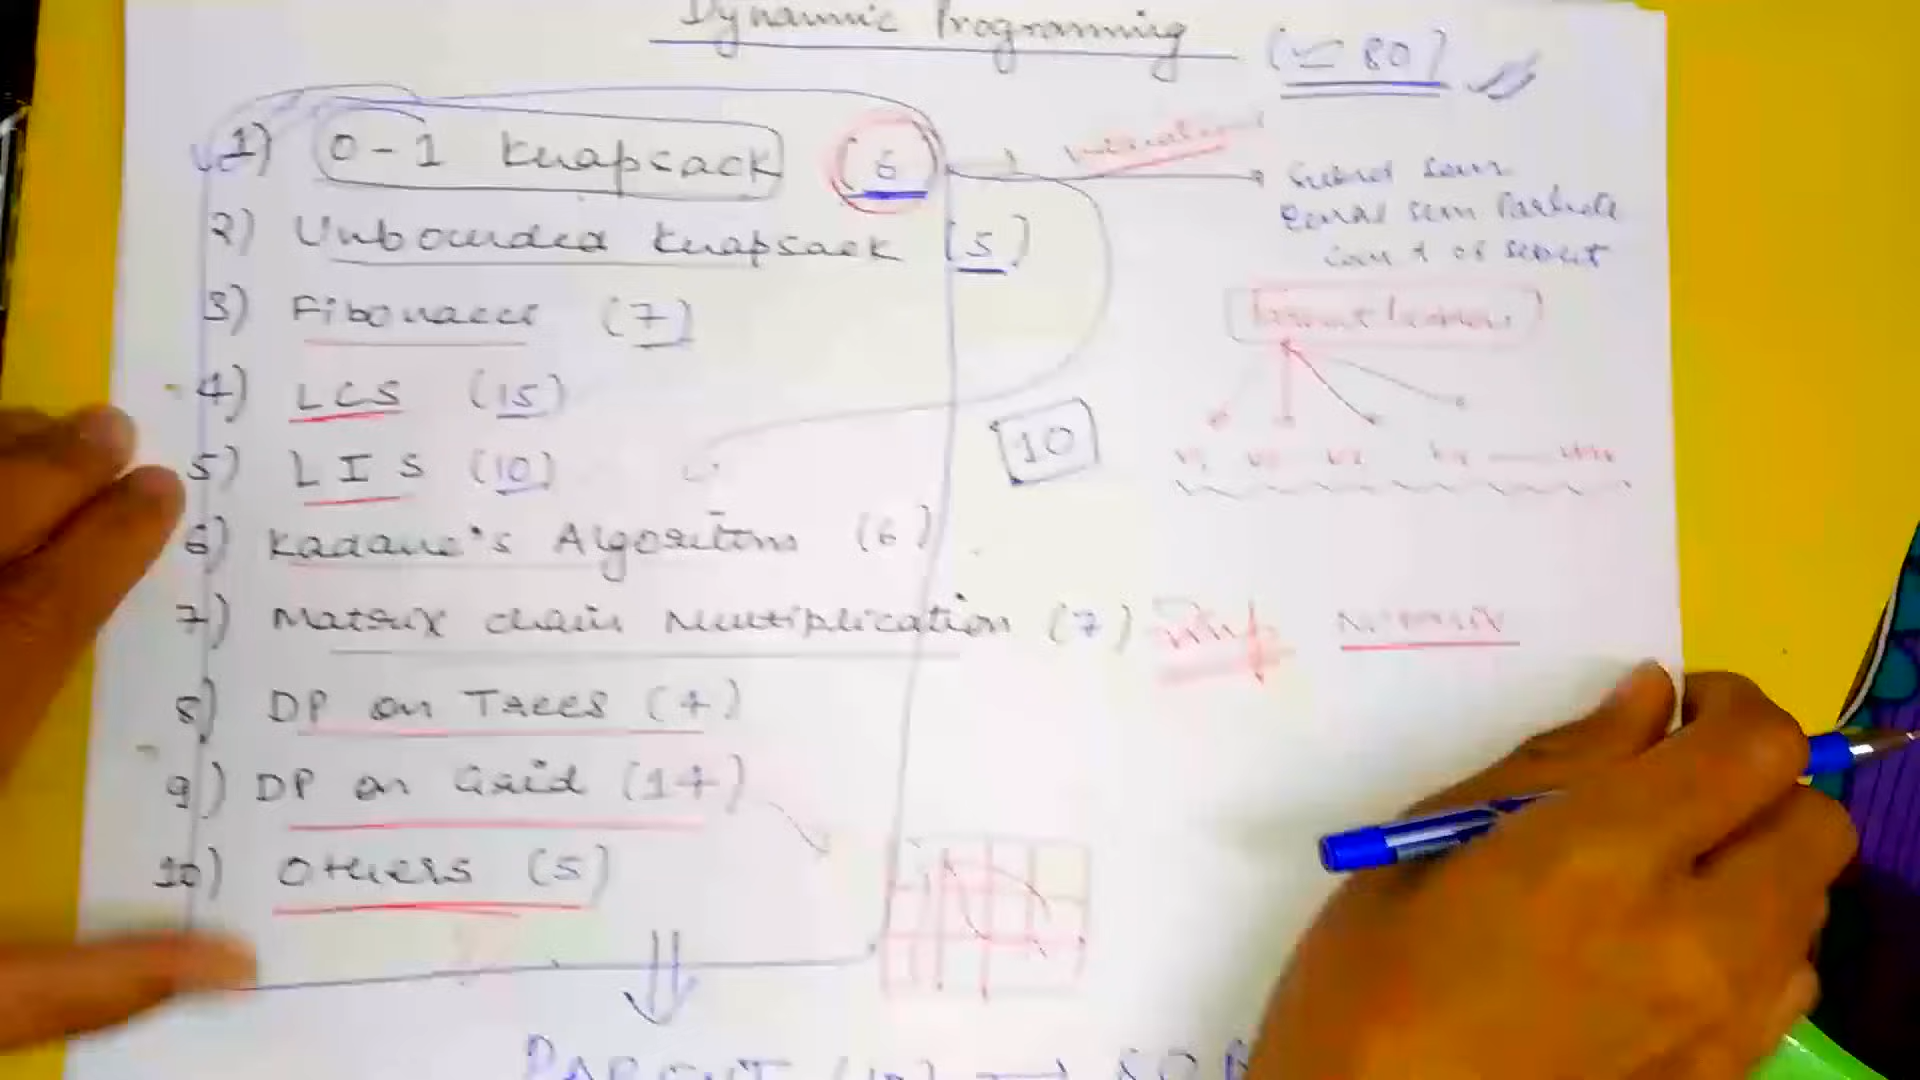 Dynamic Programming (≃ 80)
1) 0-1 knapsack (6)
subset sum
Equal sum Partition
count of subset
2) Unbounded knapsack (5)
3) Fibonacci (7)
4) LCS (15)
10
5) LIS (10)
6) Kadane's Algorithm (6)
7) Matrix chain Multiplication (7)
8) DP on Trees (4)
9) DP on Grid (14)
10) Others (5)
PARENT (10) →